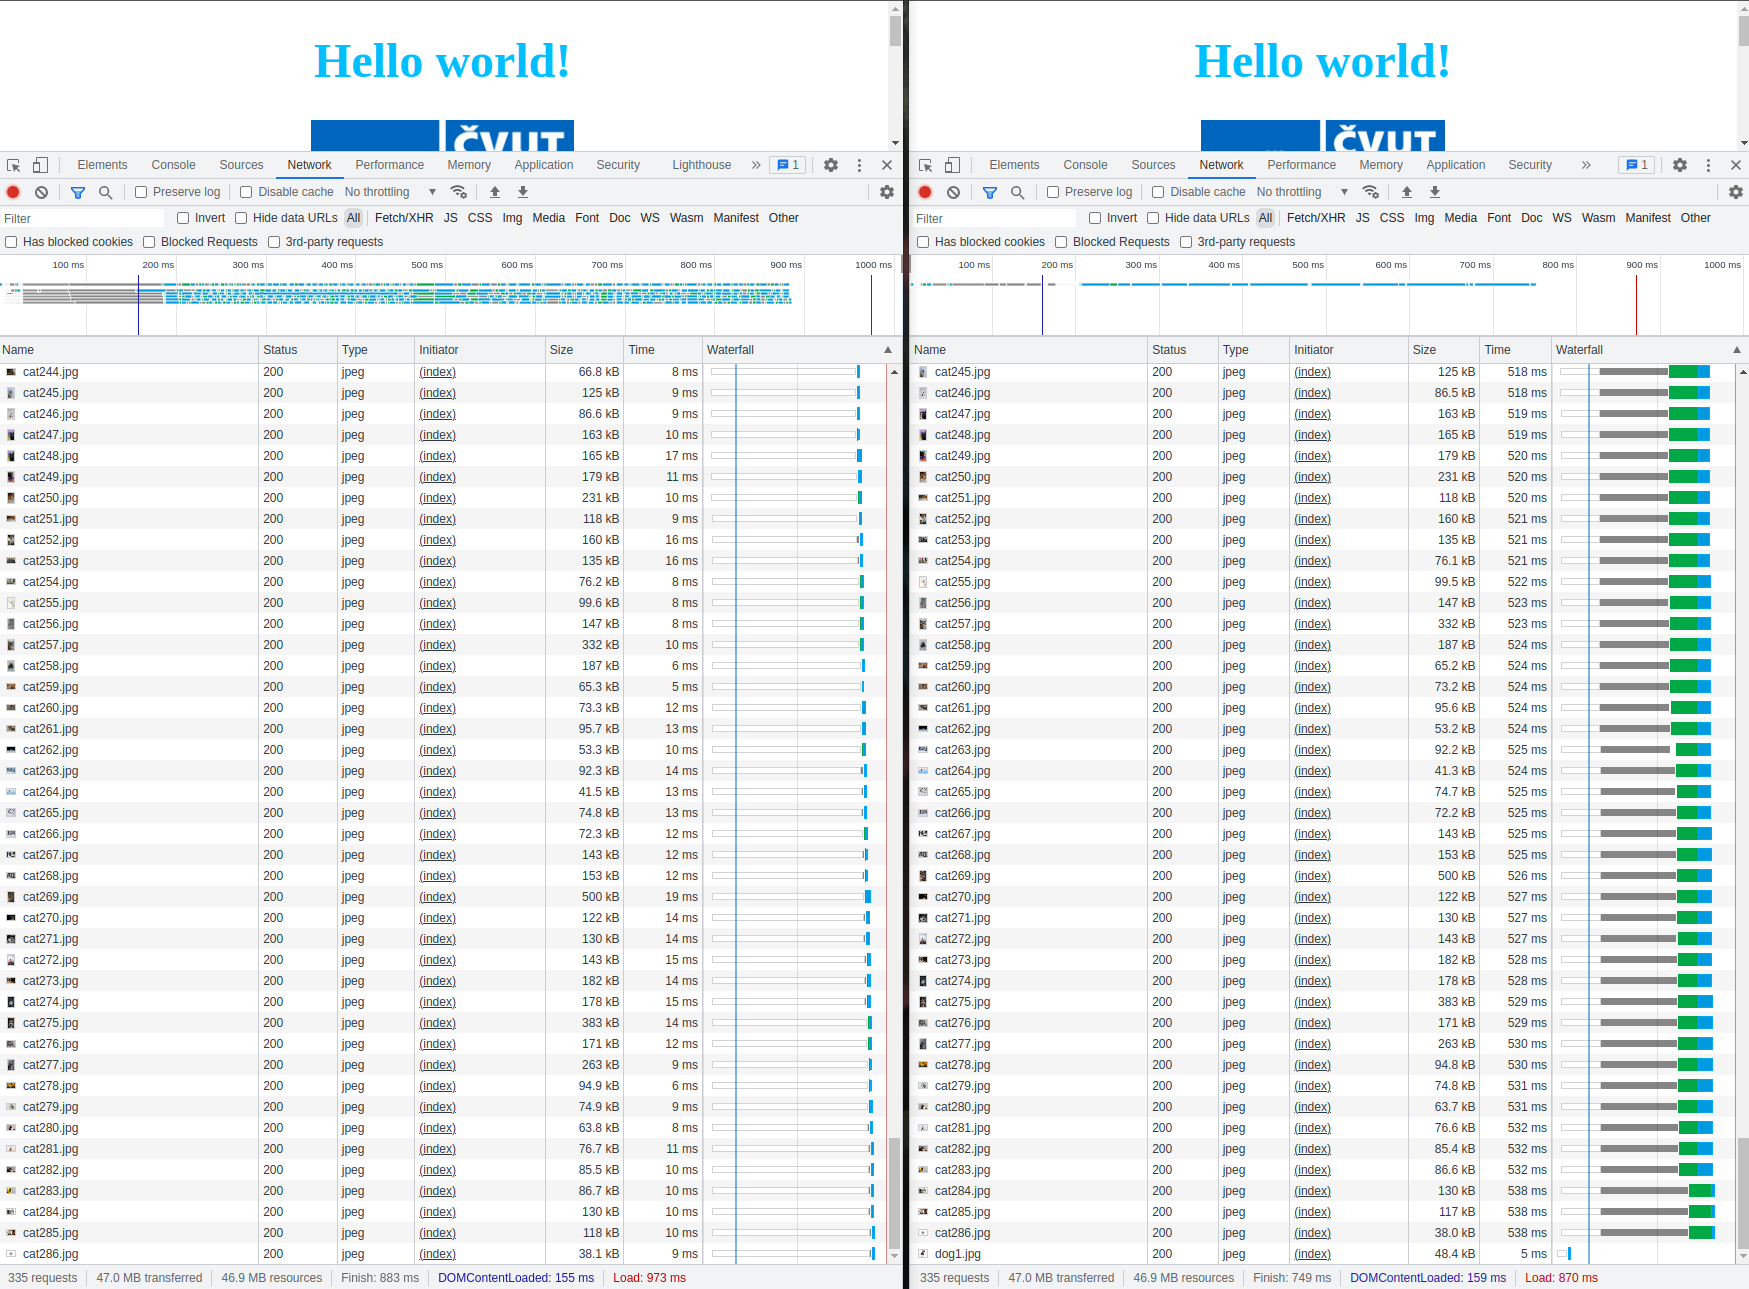 Hello world!
ČVUT
Elements Console Sources Network Performance Memory Application Security Lighthouse » 1
Preserve log Disable cache No throttling
Filter Invert Hide data URLs All Fetch/XHR JS CSS Img Media Font Doc WS Wasm Manifest Other
Has blocked cookies Blocked Requests 3rd-party requests
100 ms 200 ms 300 ms 400 ms 500 ms 600 ms 700 ms 800 ms 900 ms 1000 ms
Name Status Type Initiator Size Time Waterfall
cat244.jpg 200 jpeg (index) 66.8 kB 8 ms
cat245.jpg 200 jpeg (index) 125 kB 9 ms
cat246.jpg 200 jpeg (index) 86.6 kB 9 ms
cat247.jpg 200 jpeg (index) 163 kB 10 ms
cat248.jpg 200 jpeg (index) 165 kB 17 ms
cat249.jpg 200 jpeg (index) 179 kB 11 ms
cat250.jpg 200 jpeg (index) 231 kB 10 ms
cat251.jpg 200 jpeg (index) 118 kB 9 ms
cat252.jpg 200 jpeg (index) 160 kB 16 ms
cat253.jpg 200 jpeg (index) 135 kB 16 ms
cat254.jpg 200 jpeg (index) 76.2 kB 8 ms
cat255.jpg 200 jpeg (index) 99.6 kB 8 ms
cat256.jpg 200 jpeg (index) 147 kB 8 ms
cat257.jpg 200 jpeg (index) 332 kB 10 ms
cat258.jpg 200 jpeg (index) 187 kB 6 ms
cat259.jpg 200 jpeg (index) 65.3 kB 5 ms
cat260.jpg 200 jpeg (index) 73.3 kB 12 ms
cat261.jpg 200 jpeg (index) 95.7 kB 13 ms
cat262.jpg 200 jpeg (index) 53.3 kB 10 ms
cat263.jpg 200 jpeg (index) 92.3 kB 14 ms
cat264.jpg 200 jpeg (index) 41.5 kB 13 ms
cat265.jpg 200 jpeg (index) 74.8 kB 13 ms
cat266.jpg 200 jpeg (index) 72.3 kB 12 ms
cat267.jpg 200 jpeg (index) 143 kB 12 ms
cat268.jpg 200 jpeg (index) 153 kB 12 ms
cat269.jpg 200 jpeg (index) 500 kB 19 ms
cat270.jpg 200 jpeg (index) 122 kB 14 ms
cat271.jpg 200 jpeg (index) 130 kB 14 ms
cat272.jpg 200 jpeg (index) 143 kB 15 ms
cat273.jpg 200 jpeg (index) 182 kB 14 ms
cat274.jpg 200 jpeg (index) 178 kB 15 ms
cat275.jpg 200 jpeg (index) 383 kB 14 ms
cat276.jpg 200 jpeg (index) 171 kB 12 ms
cat277.jpg 200 jpeg (index) 263 kB 9 ms
cat278.jpg 200 jpeg (index) 94.9 kB 6 ms
cat279.jpg 200 jpeg (index) 74.9 kB 9 ms
cat280.jpg 200 jpeg (index) 63.8 kB 8 ms
cat281.jpg 200 jpeg (index) 76.7 kB 11 ms
cat282.jpg 200 jpeg (index) 85.5 kB 10 ms
cat283.jpg 200 jpeg (index) 86.7 kB 10 ms
cat284.jpg 200 jpeg (index) 130 kB 10 ms
cat285.jpg 200 jpeg (index) 118 kB 10 ms
cat286.jpg 200 jpeg (index) 38.1 kB 9 ms
335 requests 47.0 MB transferred 46.9 MB resources Finish: 883 ms DOMContentLoaded: 155 ms Load: 973 ms
Hello world!
ČVUT
Elements Console Sources Network Performance Memory Application Security » 1
Preserve log Disable cache No throttling
Filter Invert Hide data URLs All Fetch/XHR JS CSS Img Media Font Doc WS Wasm Manifest Other
Has blocked cookies Blocked Requests 3rd-party requests
100 ms 200 ms 300 ms 400 ms 500 ms 600 ms 700 ms 800 ms 900 ms 1000 ms
Name Status Type Initiator Size Time Waterfall
cat245.jpg 200 jpeg (index) 125 kB 518 ms
cat246.jpg 200 jpeg (index) 86.5 kB 518 ms
cat247.jpg 200 jpeg (index) 163 kB 519 ms
cat248.jpg 200 jpeg (index) 165 kB 519 ms
cat249.jpg 200 jpeg (index) 179 kB 520 ms
cat250.jpg 200 jpeg (index) 231 kB 520 ms
cat251.jpg 200 jpeg (index) 118 kB 520 ms
cat252.jpg 200 jpeg (index) 160 kB 521 ms
cat253.jpg 200 jpeg (index) 135 kB 521 ms
cat254.jpg 200 jpeg (index) 76.1 kB 521 ms
cat255.jpg 200 jpeg (index) 99.5 kB 522 ms
cat256.jpg 200 jpeg (index) 147 kB 523 ms
cat257.jpg 200 jpeg (index) 332 kB 523 ms
cat258.jpg 200 jpeg (index) 187 kB 524 ms
cat259.jpg 200 jpeg (index) 65.2 kB 524 ms
cat260.jpg 200 jpeg (index) 73.2 kB 524 ms
cat261.jpg 200 jpeg (index) 95.6 kB 524 ms
cat262.jpg 200 jpeg (index) 53.2 kB 524 ms
cat263.jpg 200 jpeg (index) 92.2 kB 525 ms
cat264.jpg 200 jpeg (index) 41.3 kB 524 ms
cat265.jpg 200 jpeg (index) 74.7 kB 525 ms
cat266.jpg 200 jpeg (index) 72.2 kB 525 ms
cat267.jpg 200 jpeg (index) 143 kB 525 ms
cat268.jpg 200 jpeg (index) 153 kB 525 ms
cat269.jpg 200 jpeg (index) 500 kB 526 ms
cat270.jpg 200 jpeg (index) 122 kB 527 ms
cat271.jpg 200 jpeg (index) 130 kB 527 ms
cat272.jpg 200 jpeg (index) 143 kB 527 ms
cat273.jpg 200 jpeg (index) 182 kB 528 ms
cat274.jpg 200 jpeg (index) 178 kB 528 ms
cat275.jpg 200 jpeg (index) 383 kB 529 ms
cat276.jpg 200 jpeg (index) 171 kB 529 ms
cat277.jpg 200 jpeg (index) 263 kB 530 ms
cat278.jpg 200 jpeg (index) 94.8 kB 530 ms
cat279.jpg 200 jpeg (index) 74.8 kB 531 ms
cat280.jpg 200 jpeg (index) 63.7 kB 531 ms
cat281.jpg 200 jpeg (index) 76.6 kB 532 ms
cat282.jpg 200 jpeg (index) 85.4 kB 532 ms
cat283.jpg 200 jpeg (index) 86.6 kB 532 ms
cat284.jpg 200 jpeg (index) 130 kB 538 ms
cat285.jpg 200 jpeg (index) 117 kB 538 ms
cat286.jpg 200 jpeg (index) 38.0 kB 538 ms
dog1.jpg 200 jpeg (index) 48.4 kB 5 ms
335 requests 47.0 MB transferred 46.9 MB resources Finish: 749 ms DOMContentLoaded: 159 ms Load: 870 ms